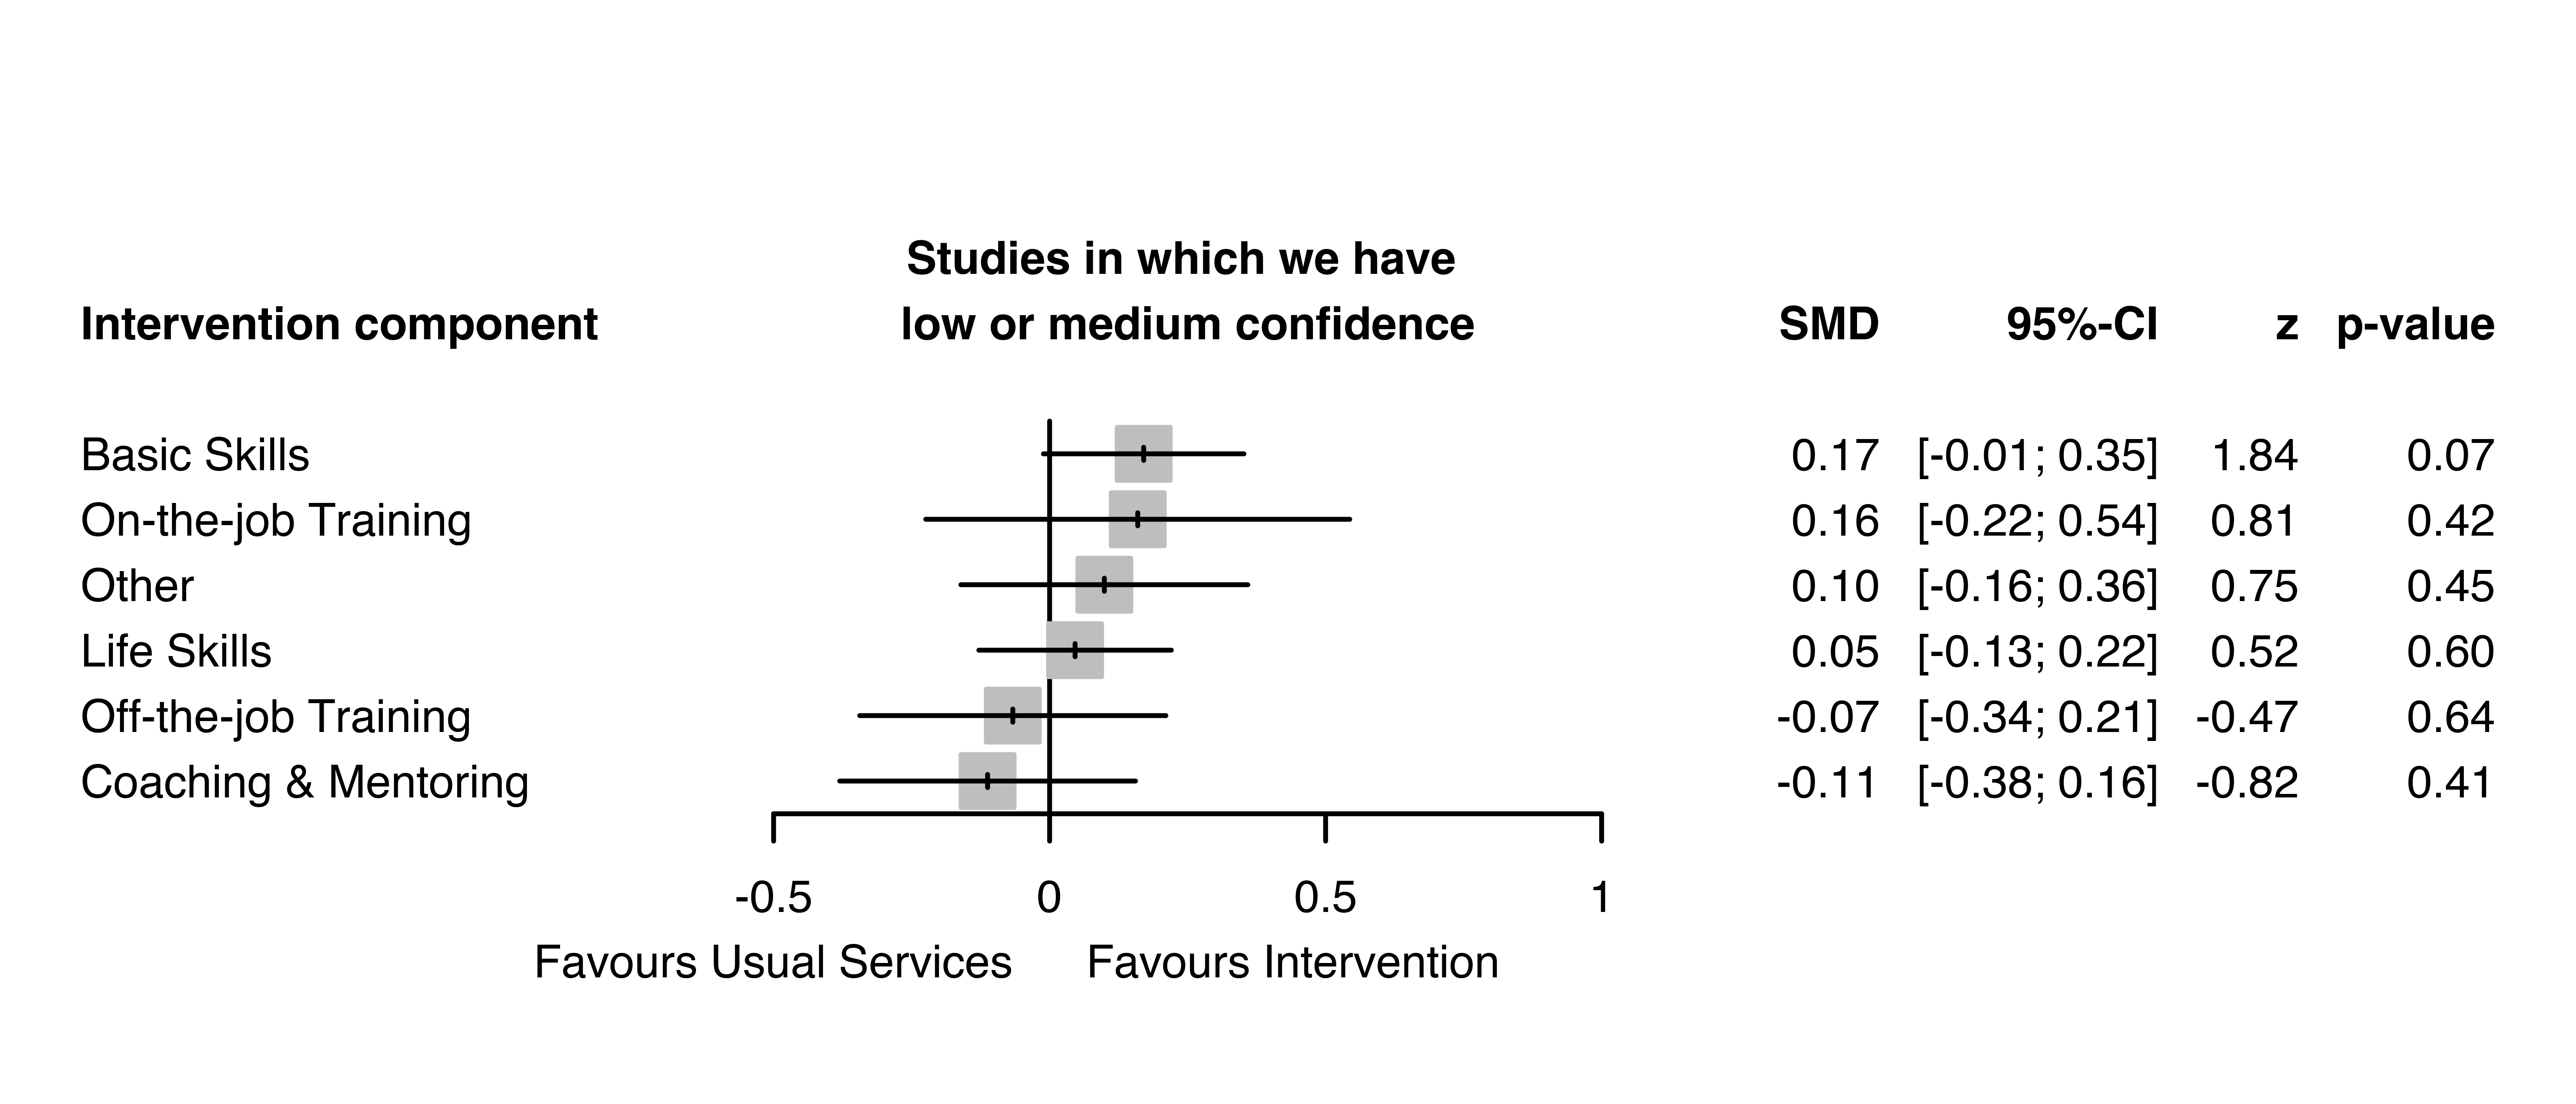 Studies in which we have
Intervention component low or medium confidence SMD 95%-CI z p-value
Basic Skills 0.17 [-0.01; 0.35] 1.84 0.07
On-the-job Training 0.16 [-0.22; 0.54] 0.81 0.42
Other 0.10 [-0.16; 0.36] 0.75 0.45
Life Skills 0.05 [-0.13; 0.22] 0.52 0.60
Off-the-job Training -0.07 [-0.34; 0.21] -0.47 0.64
Coaching & Mentoring -0.11 [-0.38; 0.16] -0.82 0.41
-0.5 0 0.5 1
Favours Usual Services Favours Intervention